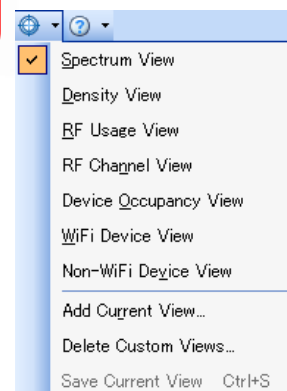 Spectrum View
Density View
RF Usage View
RF Channel View
Device Occupancy View
WiFi Device View
Non-WiFi Device View
Add Current View...
Delete Custom Views...
Save Current View Ctrl+S